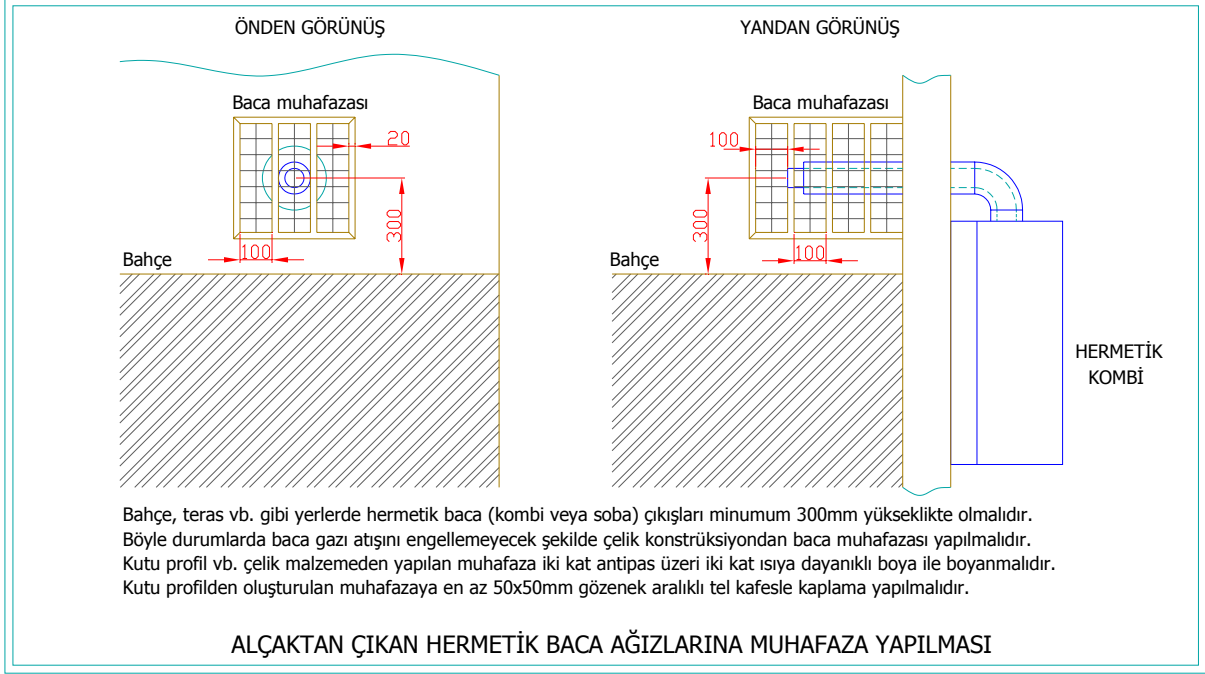 ÖNDEN GÖRÜNÜŞ
Baca muhafazası
20
300
100
Bahçe
YANDAN GÖRÜNÜŞ
Baca muhafazası
100
300
100
Bahçe
HERMETİK
KOMBİ
Bahçe, teras vb. gibi yerlerde hermetik baca (kombi veya soba) çıkışları minumum 300mm yükseklikte olmalıdır.
Böyle durumlarda baca gazı atışını engellemeyecek şekilde çelik konstrüksiyondan baca muhafazası yapılmalıdır.
Kutu profil vb. çelik malzemeden yapılan muhafaza iki kat antipas üzeri iki kat ısıya dayanıklı boya ile boyanmalıdır.
Kutu profilden oluşturulan muhafazaya en az 50x50mm gözenek aralıklı tel kafesle kaplama yapılmalıdır.
ALÇAKTAN ÇIKAN HERMETİK BACA AĞIZLARINA MUHAFAZA YAPILMASI